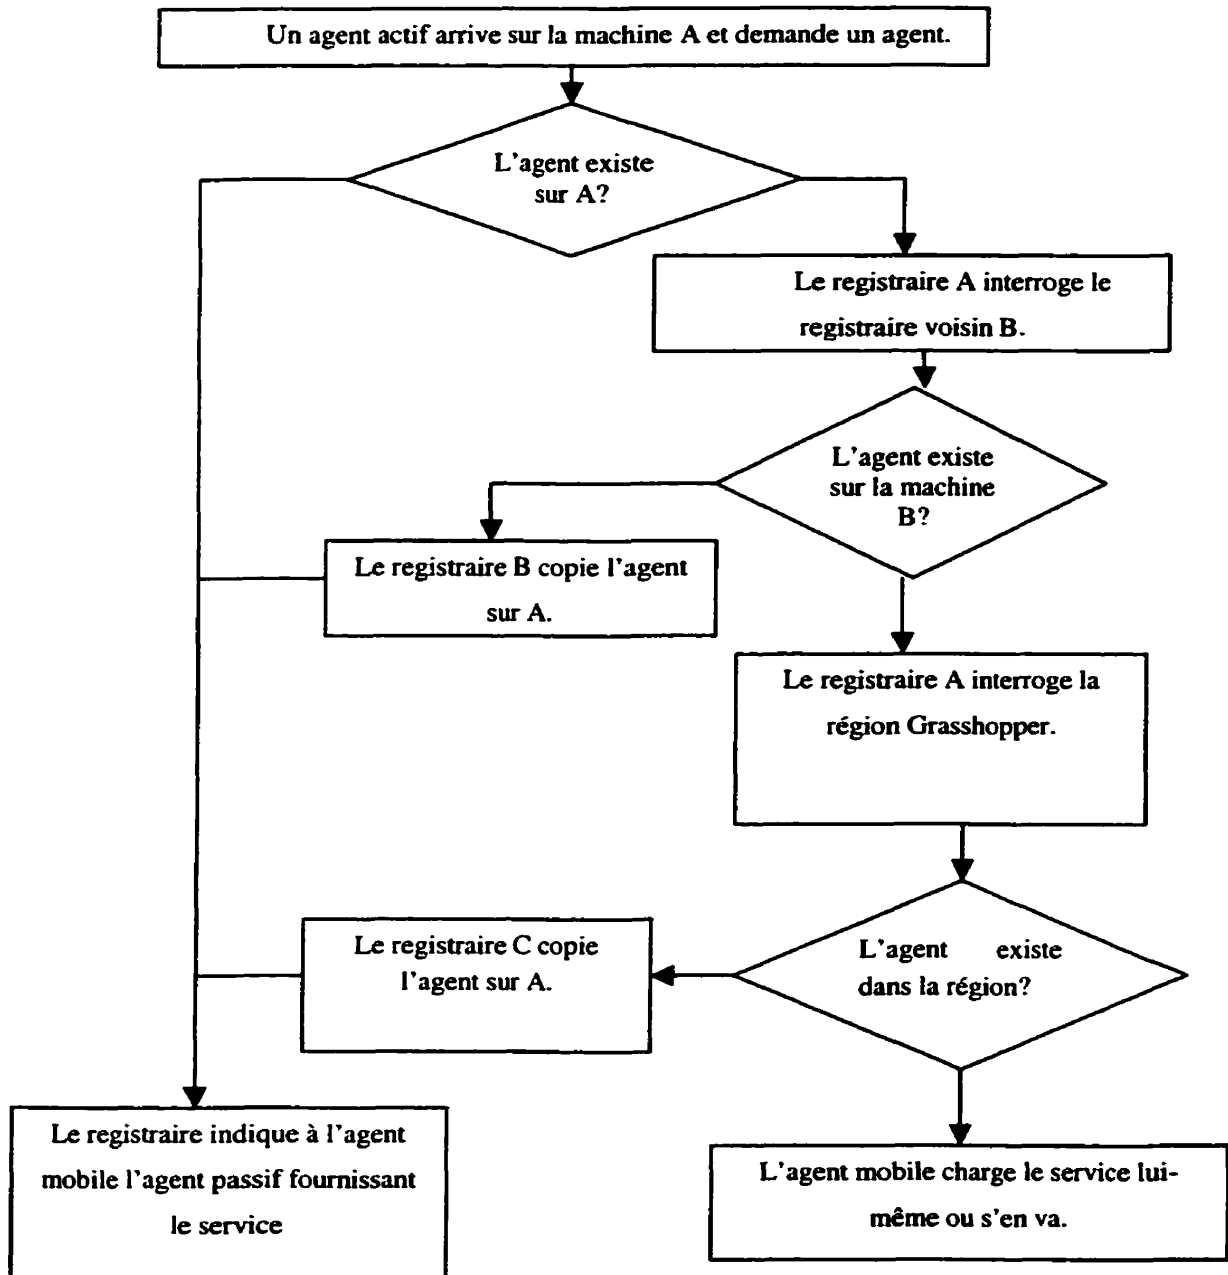 Un agent actif arrive sur la machine A et demande un agent.
L'agent existe
sur A?
Le registraire A interroge le
registraire voisin B.
L'agent existe
sur la machine
B?
Le registraire B copie l'agent
sur A.
Le registraire A interroge la
région Grasshopper.
Le registraire C copie
l'agent sur A.
L'agent existe
dans la région?
Le registraire indique à l'agent
mobile l'agent passif fournissant
le service
L'agent mobile charge le service lui-
même ou s'en va.